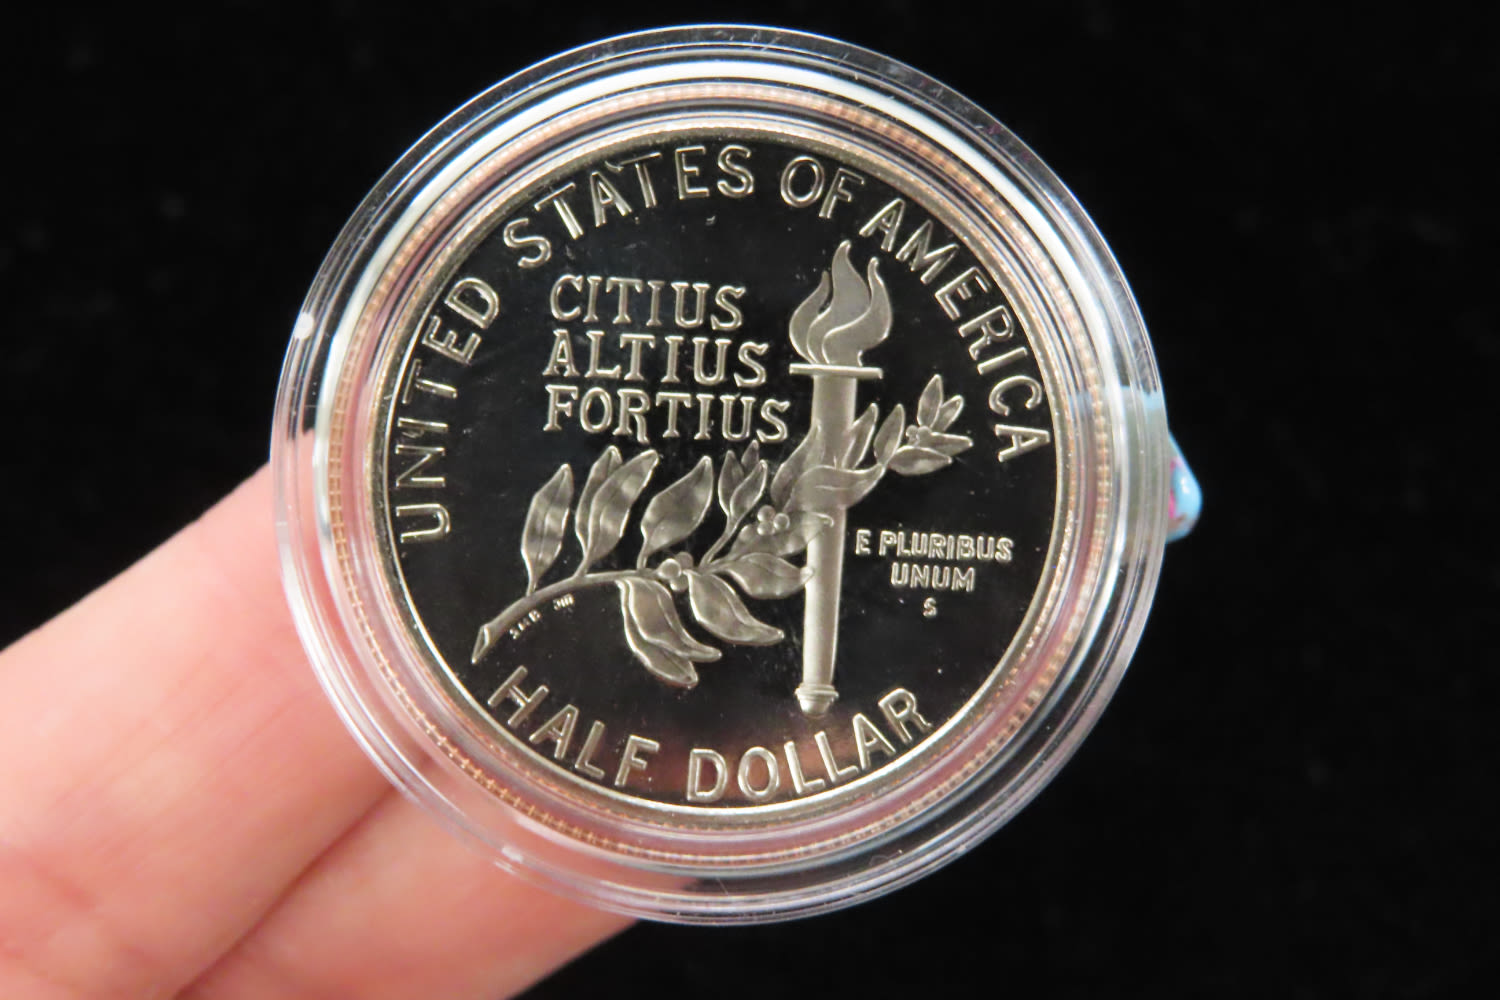 UNITED STATES OF AMERICA
CITIUS
ALTIUS
FORTIUS
E PLURIBUS
UNUM
S
HALF DOLLAR